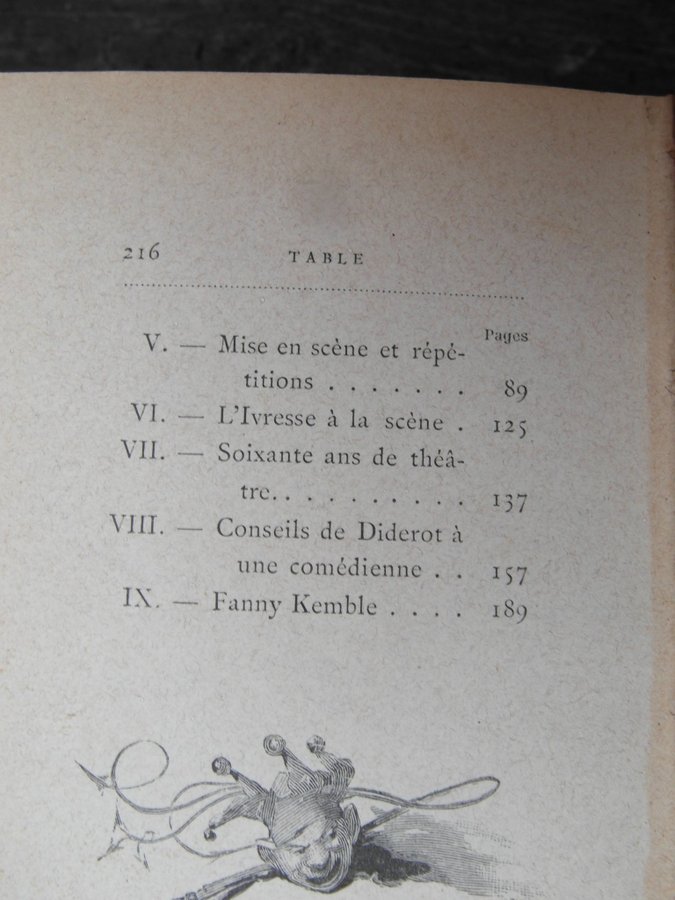 216 TABLE
Pages
V. — Mise en scène et répé-
titions . . . . . . . 89
VI. — L'Ivresse à la scène . 125
VII. — Soixante ans de théâ-
tre. . . . . . . . . . . 137
VIII. — Conseils de Diderot à
une comédienne . . 157
IX. — Fanny Kemble . . . . 189